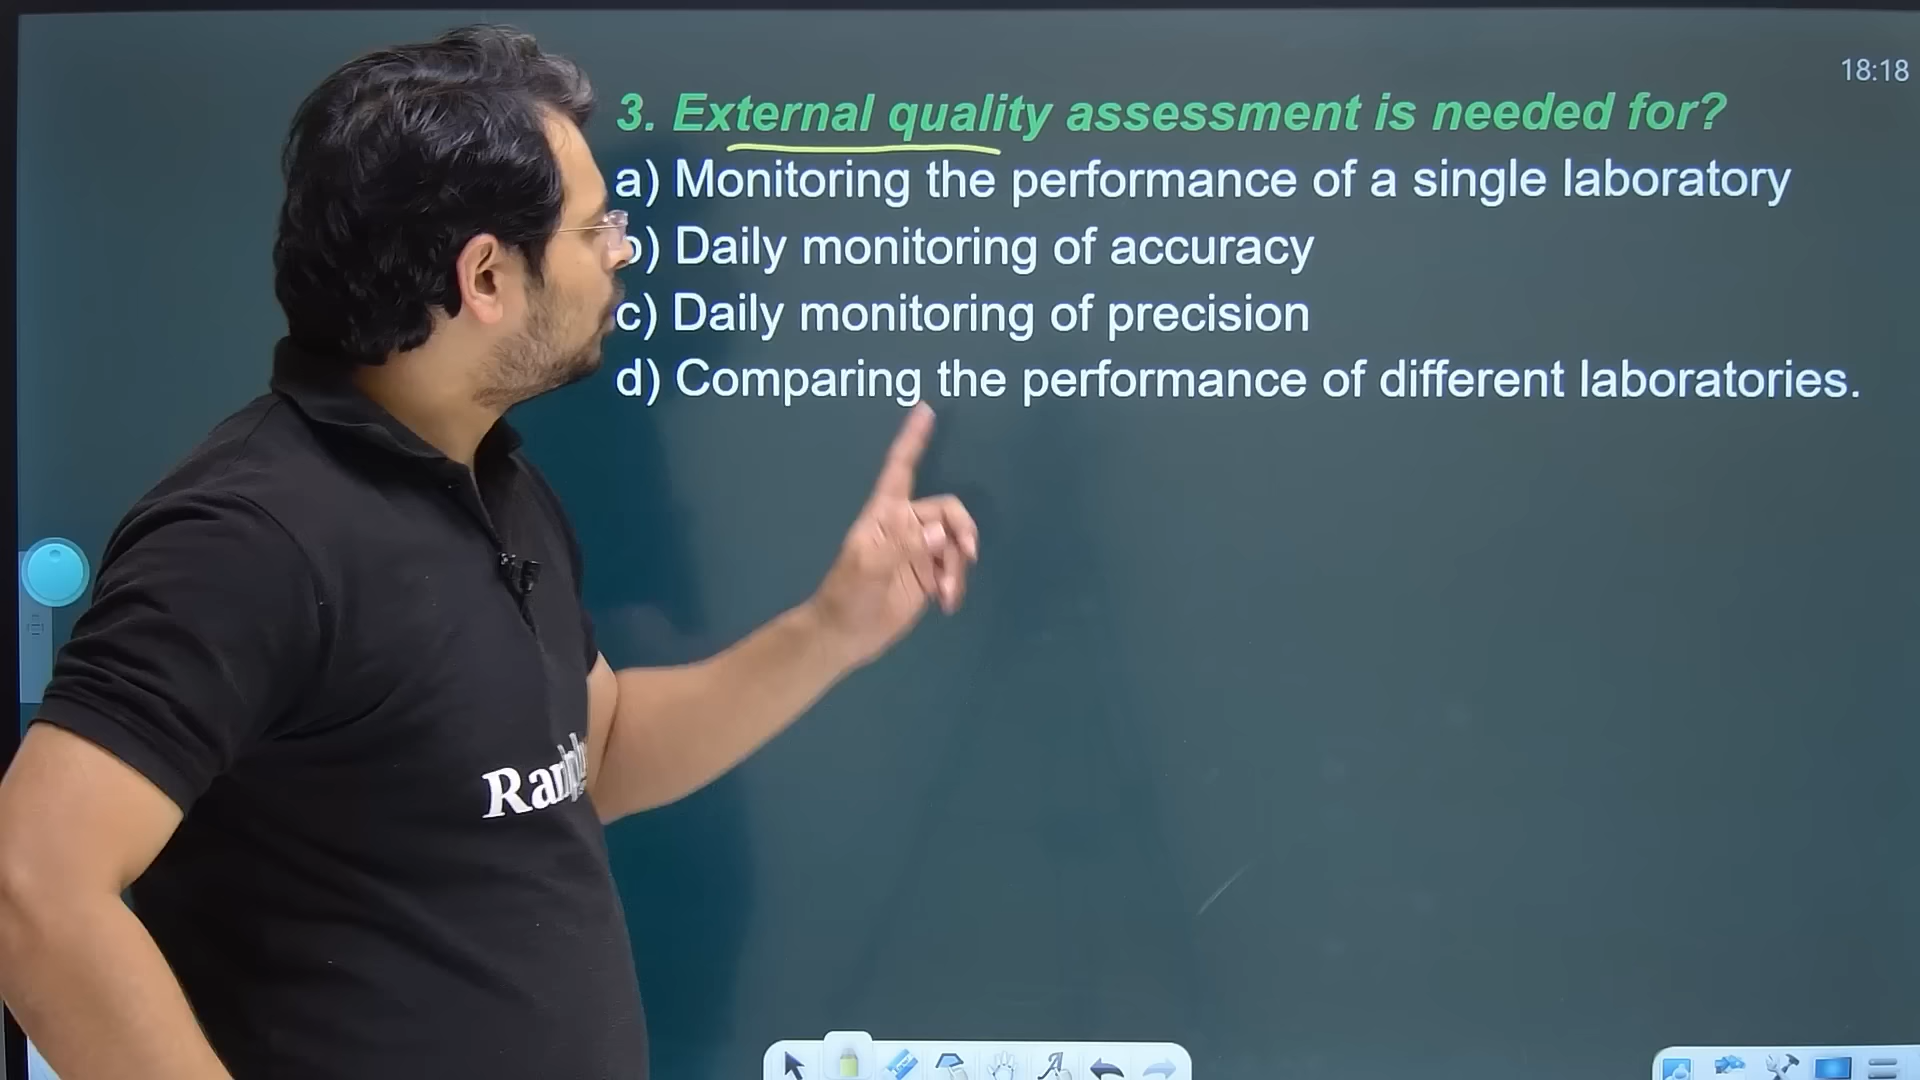 18:18
3. External quality assessment is needed for?
a) Monitoring the performance of a single laboratory
b) Daily monitoring of accuracy
c) Daily monitoring of precision
d) Comparing the performance of different laboratories.